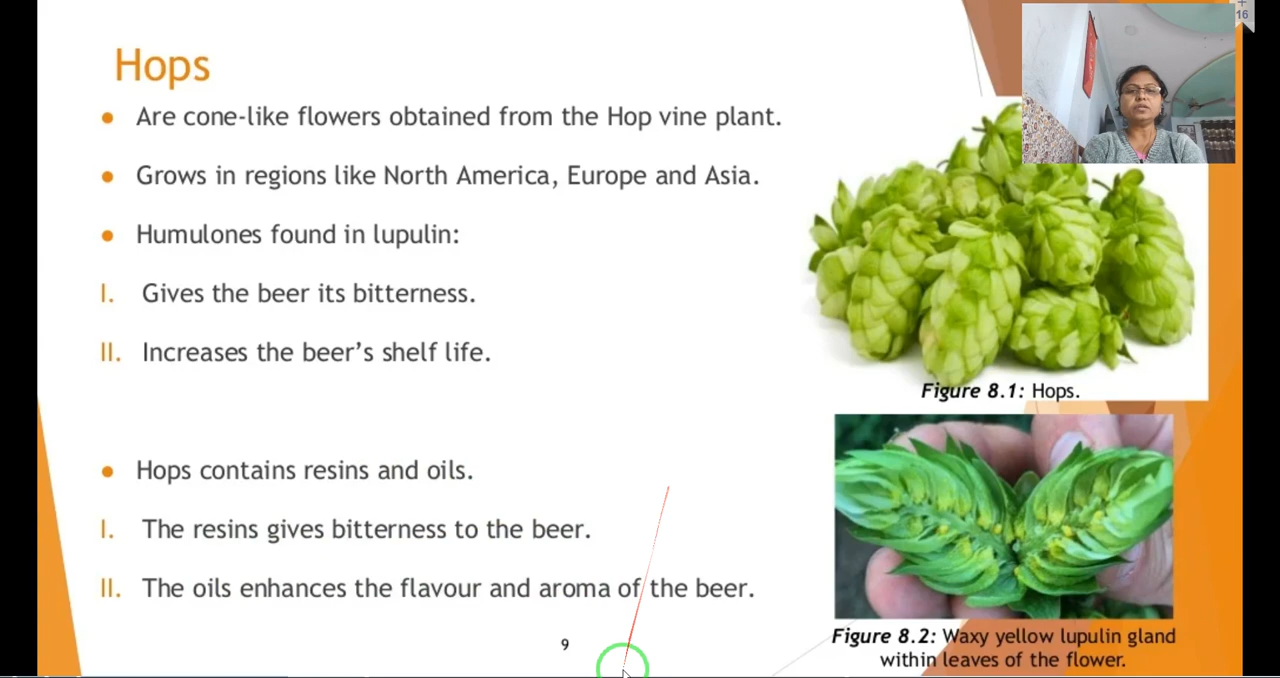 16
Hops
• Are cone-like flowers obtained from the Hop vine plant.
• Grows in regions like North America, Europe and Asia.
• Humulones found in lupulin:
I. Gives the beer its bitterness.
II. Increases the beer's shelf life.
Figure 8.1: Hops.
• Hops contains resins and oils.
I. The resins gives bitterness to the beer.
II. The oils enhances the flavour and aroma of the beer.
Figure 8.2: Waxy yellow lupulin gland
within leaves of the flower.
9